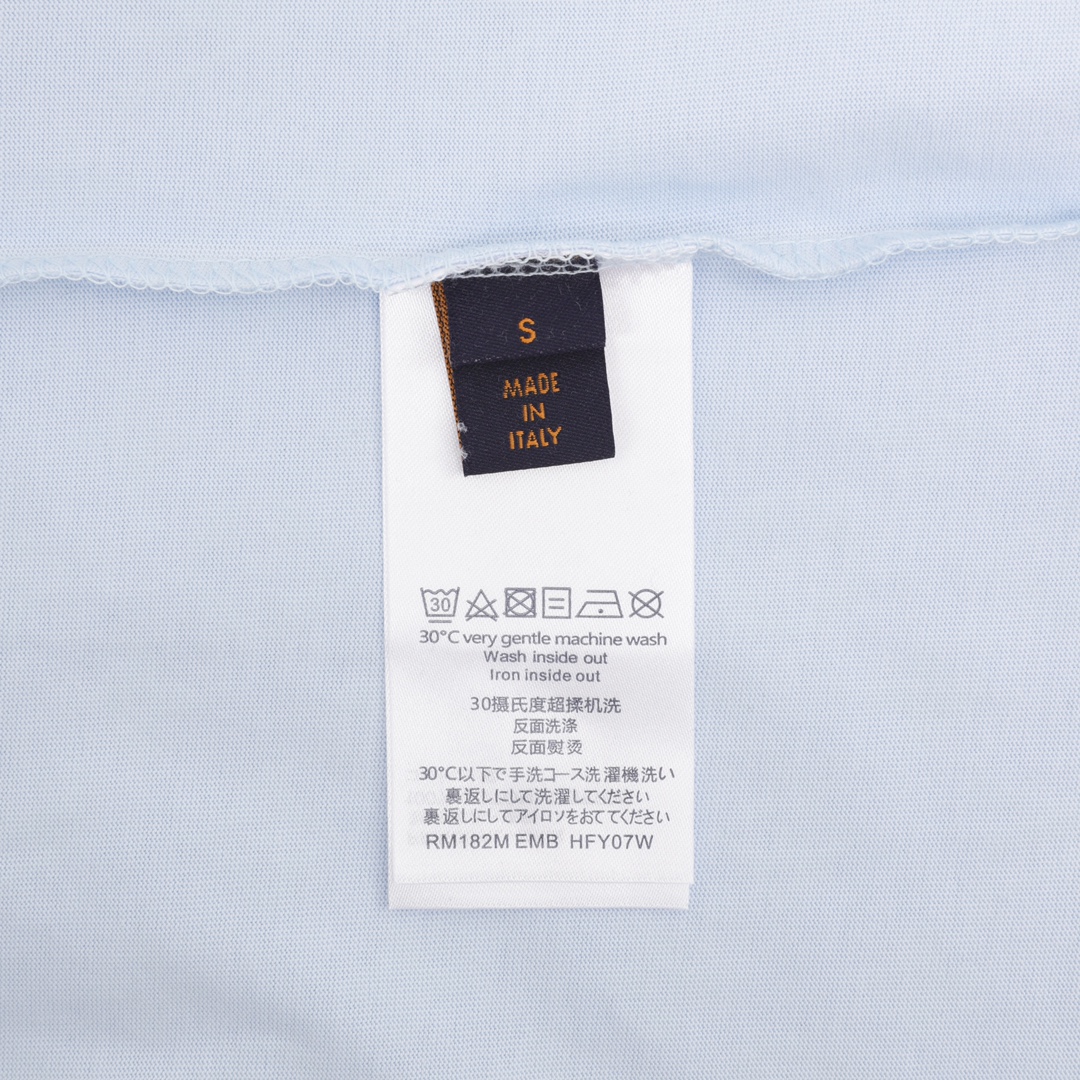 S
MADE
IN
ITALY
30
30°C very gentle machine wash
Wash inside out
Iron inside out
30摄氏度超揉机洗
反面洗涤
反面熨烫
30°C以下で手洗コース洗濯機洗い
裏返しにして洗濯してください
裏返しにしてアイロソをおててください
RM182M EMB HFY07W